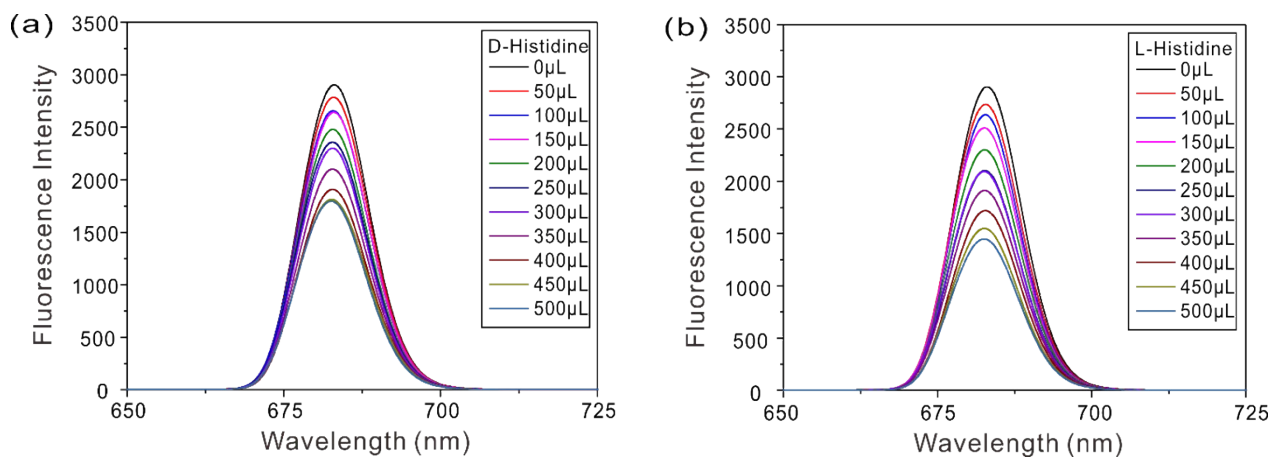 (a)
Fluorescence Intensity
3500
3000
2500
2000
1500
1000
500
0
D-Histidine
0μL
50μL
100μL
150μL
200μL
250μL
300μL
350μL
400μL
450μL
500μL
650
675
700
725
Wavelength (nm)
(b)
Fluorescence Intensity
3500
3000
2500
2000
1500
1000
500
0
L-Histidine
0μL
50μL
100μL
150μL
200μL
250μL
300μL
350μL
400μL
450μL
500μL
650
675
700
725
Wavelength (nm)